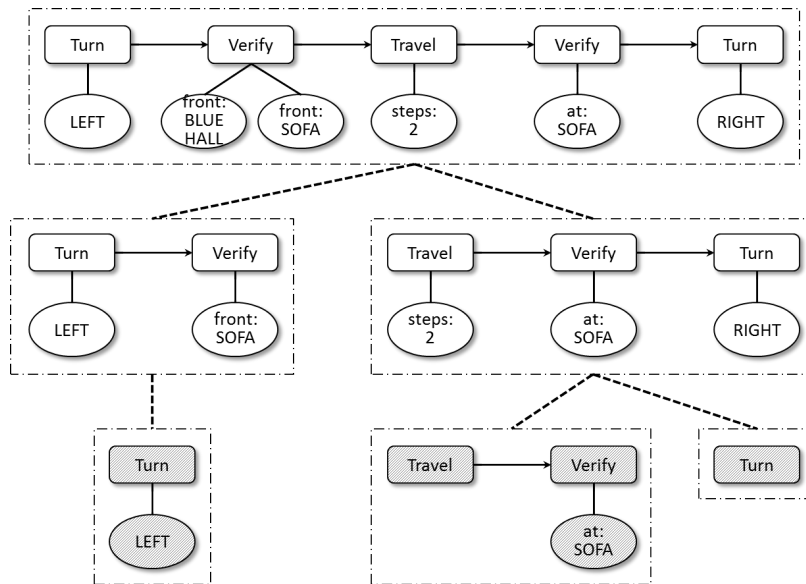 Turn Verify Travel Verify Turn
LEFT
front:
BLUE
HALL
front:
SOFA
steps:
2
at:
SOFA
RIGHT
Turn Verify
LEFT
front:
SOFA
Travel Verify Turn
steps:
2
at:
SOFA
RIGHT
Turn
LEFT
Travel Verify
at:
SOFA
Turn